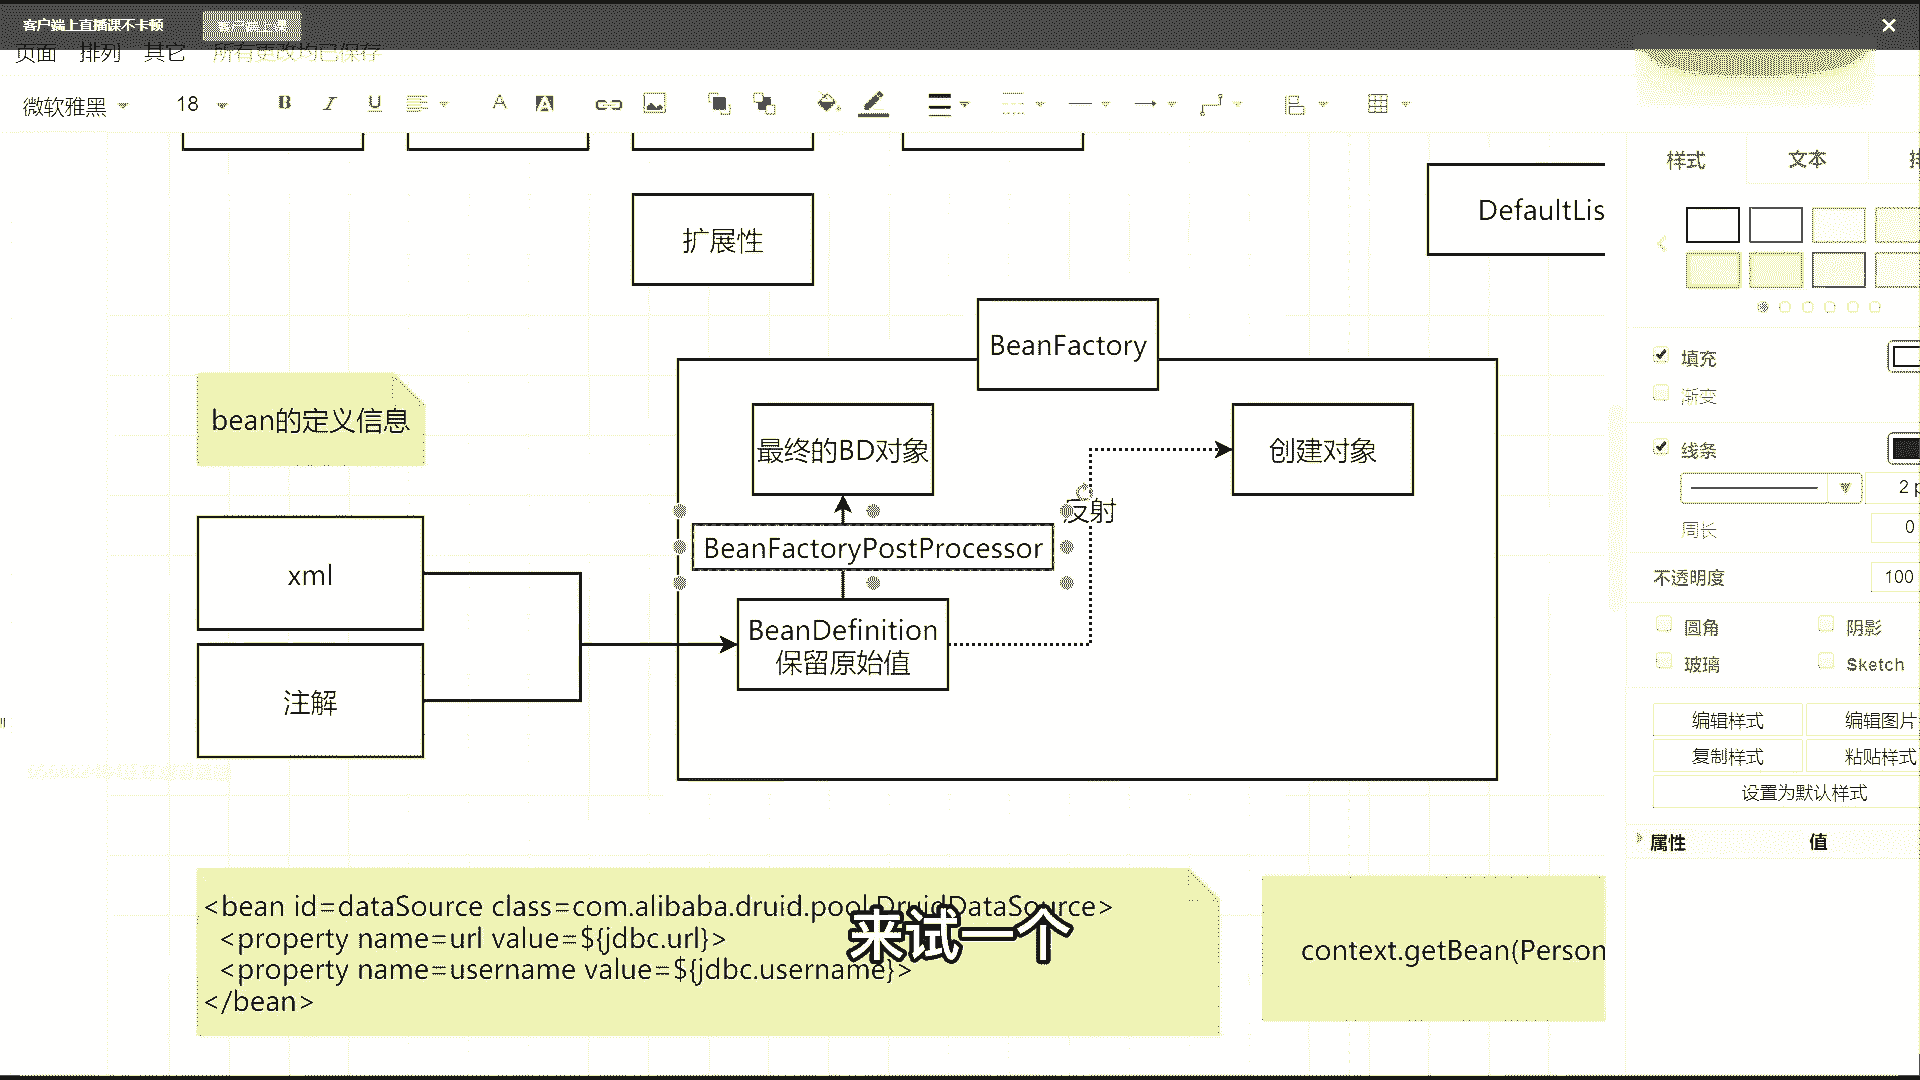 客户端上直播课不卡顿
页面 排列 其它 所有更改均已保存
微软雅黑 18 B I U A A
样式 文本
扩展性
DefaultLis
BeanFactory
填充
渐变
bean的定义信息
最终的BD对象
创建对象
线条
2 p
反射
周长 0
BeanFactoryPostProcessor
xml
不透明度 100
BeanDefinition
保留原始值
圆角 阴影
玻璃 Sketch
注解
编辑样式 编辑图片
复制样式 粘贴样式
设置为默认样式
属性 值
<bean id=dataSource class=com.alibaba.druid.pool.DruidDataSource>
<property name=url value=${jdbc.url}>
<property name=username value=${jdbc.username}>
</bean>
context.getBean(Person
来试一个